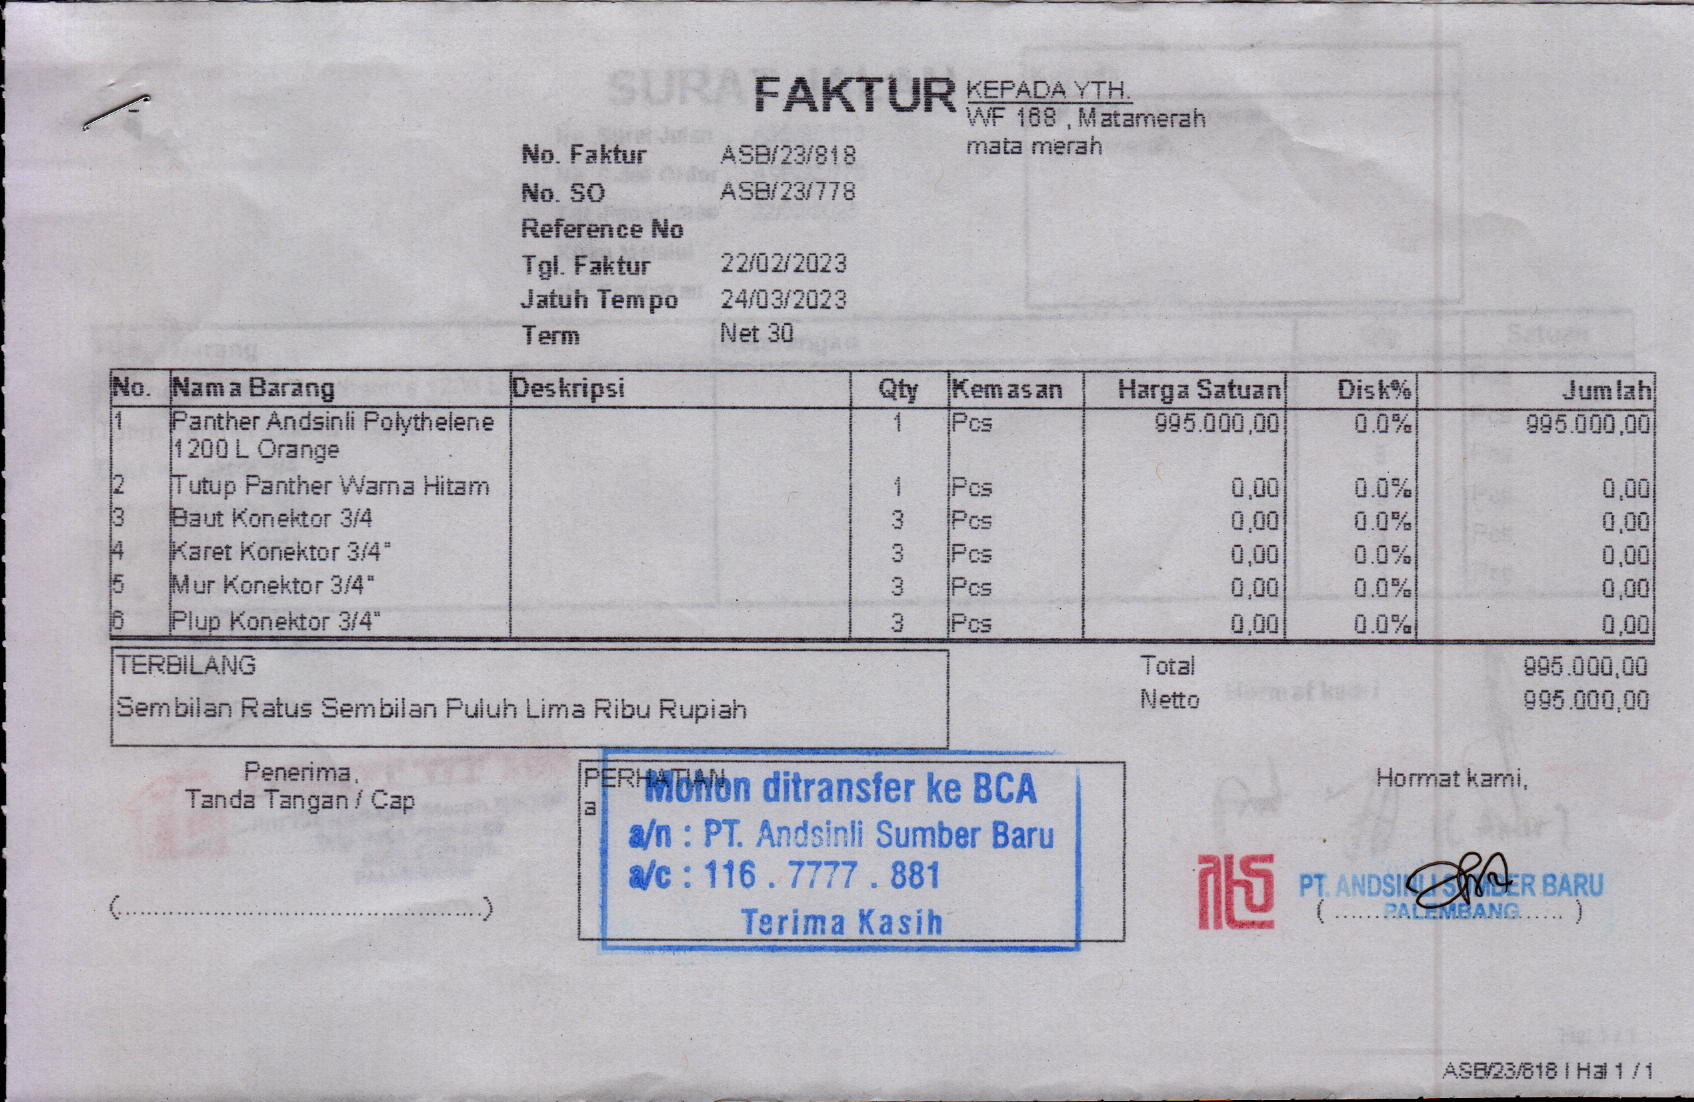 FAKTUR
KEPADA YTH.
WF 168 , Matamerah
mata merah
No. Faktur ASB/23/818
No. SO ASB/23/778
Reference No
Tgl. Faktur 22/02/2023
Jatuh Tempo 24/03/2023
Term Net 30
No. Nama Barang Deskripsi Qty Kemasan Harga Satuan Disk% Jumlah
1 Panther Andsinli Polythelene 1 Pcs 995.000,00 0.0% 995.000,00
1200 L Orange
2 Tutup Panther Warna Hitam 1 Pcs 0,00 0.0% 0,00
3 Baut Konektor 3/4 3 Pcs 0,00 0.0% 0,00
4 Karet Konektor 3/4" 3 Pcs 0,00 0.0% 0,00
5 Mur Konektor 3/4" 3 Pcs 0,00 0.0% 0,00
6 Plup Konektor 3/4" 3 Pcs 0,00 0.0% 0,00
TERBILANG
Sembilan Ratus Sembilan Puluh Lima Ribu Rupiah
Total 995.000,00
Netto 995.000,00
Penerima,
Tanda Tangan / Cap
(................................................)
PERHATIAN
a
Mohon ditransfer ke BCA
a/n : PT. Andsinli Sumber Baru
a/c : 116 . 7777 . 881
Terima Kasih
Hormat kami,
PT. ANDSINLI SUMBER BARU
PALEMBANG
ASB/23/818 | Hal 1 / 1